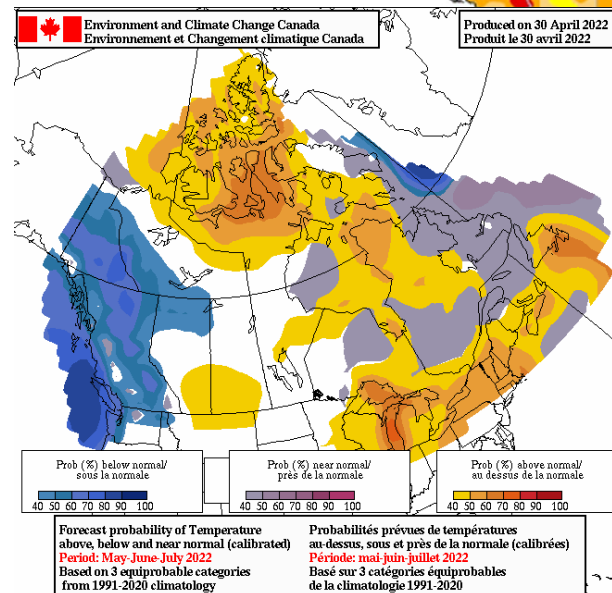 Environment and Climate Change Canada
Environnement et Changement climatique Canada
Produced on 30 April 2022
Produit le 30 avril 2022
Prob (%) below normal/
sous la normale
40 50 60 70 80 90 100
Prob (%) near normal/
près de la normale
40 50 60 70 80 90 100
Prob (%) above normal/
au dessus de la normale
40 50 60 70 80 90 100
Forecast probability of Temperature
above, below and near normal (calibrated)
Period: May-June-July 2022
Based on 3 equiprobable categories
from 1991-2020 climatology
Probabilités prévues de températures
au-dessus, sous et près de la normale (calibrées)
Période: mai-juin-juillet 2022
Basé sur 3 catégories équiprobables
de la climatologie 1991-2020